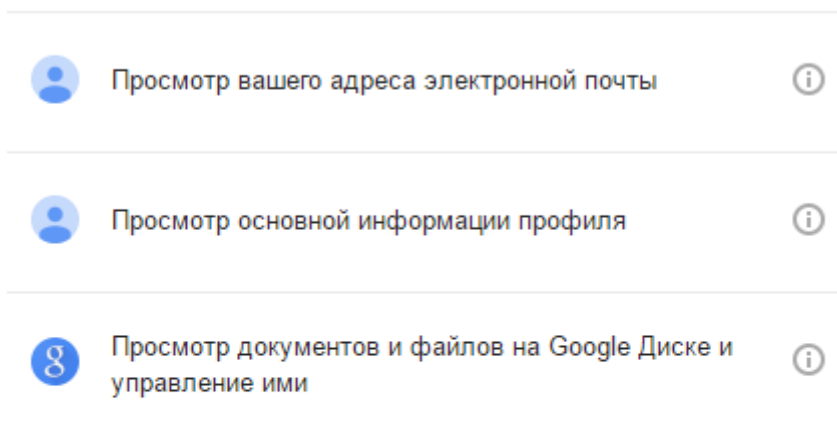 Просмотр вашего адреса электронной почты
Просмотр основной информации профиля
Просмотр документов и файлов на Google Диске и
управление ими